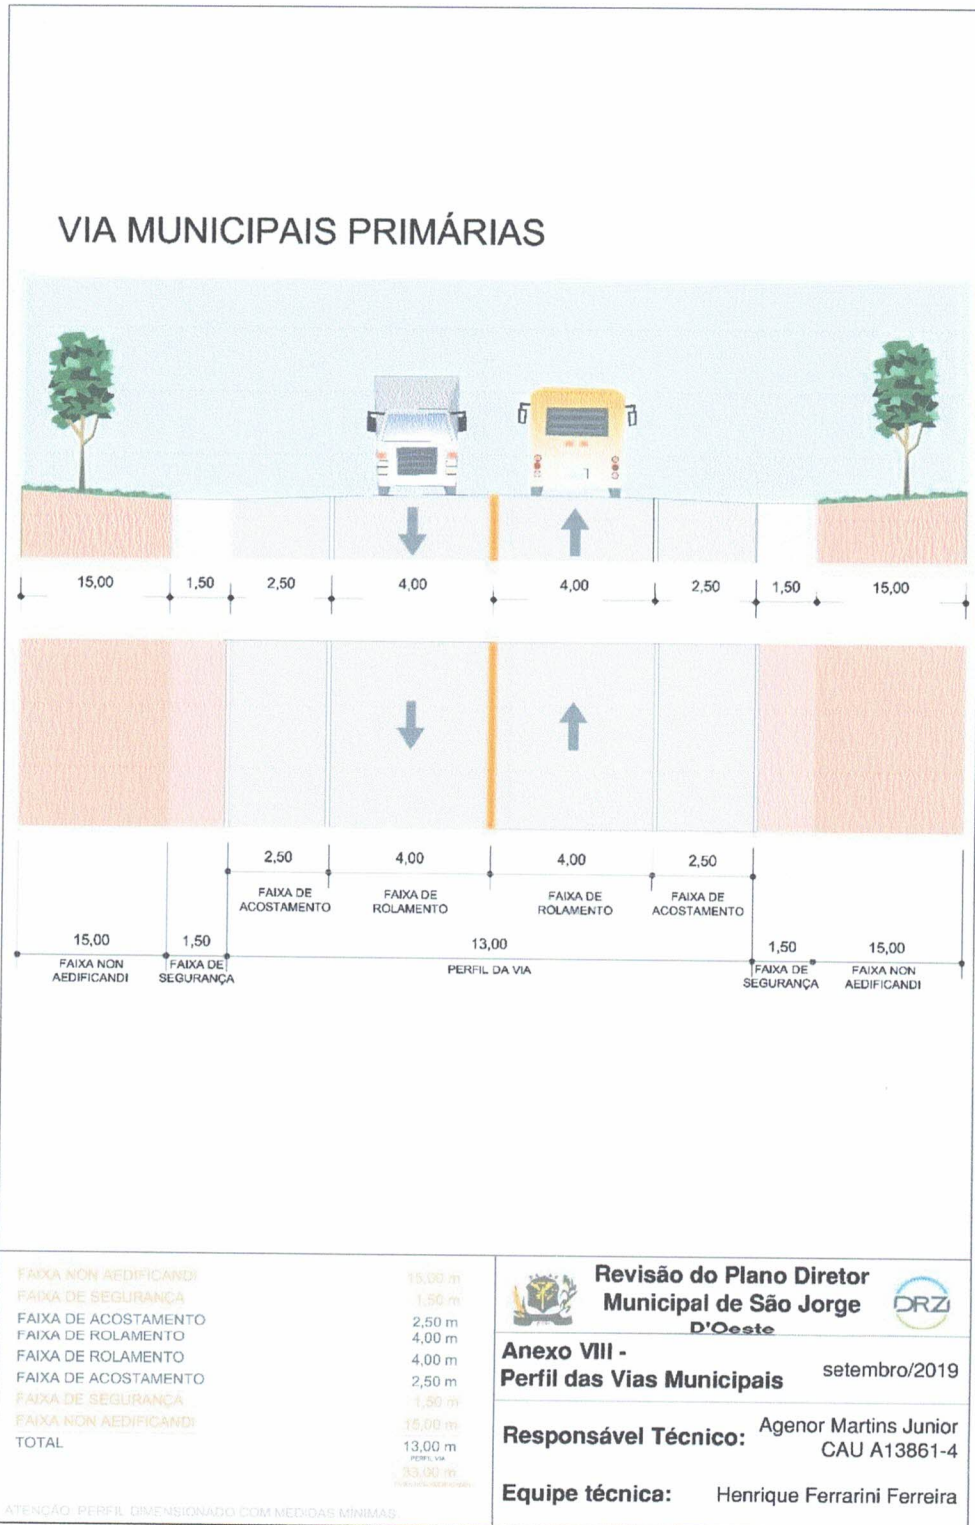 VIA MUNICIPAIS PRIMÁRIAS
15,00 1,50 2,50 4,00 4,00 2,50 1,50 15,00
2,50 4,00 4,00 2,50
FAIXA DE ACOSTAMENTO
FAIXA DE ROLAMENTO
FAIXA DE ROLAMENTO
FAIXA DE ACOSTAMENTO
15,00 1,50 13,00 1,50 15,00
FAIXA NON AEDIFICANDI
FAIXA DE SEGURANÇA
PERFIL DA VIA
FAIXA DE SEGURANÇA
FAIXA NON AEDIFICANDI
FAIXA NON AEDIFICANDI 15,00 m
FAIXA DE SEGURANÇA 1,50 m
FAIXA DE ACOSTAMENTO 2,50 m
FAIXA DE ROLAMENTO 4,00 m
FAIXA DE ROLAMENTO 4,00 m
FAIXA DE ACOSTAMENTO 2,50 m
FAIXA DE SEGURANÇA 1,50 m
FAIXA NON AEDIFICANDI 15,00 m
TOTAL 13,00 m
PERFIL VIA
33,00 m
ATENÇÃO: PERFIL DIMENSIONADO COM MEDIDAS MÍNIMAS
Revisão do Plano Diretor
Municipal de São Jorge
D'Oeste
DRZ
Anexo VIII -
Perfil das Vias Municipais setembro/2019
Responsável Técnico: Agenor Martins Junior
CAU A13861-4
Equipe técnica: Henrique Ferrarini Ferreira